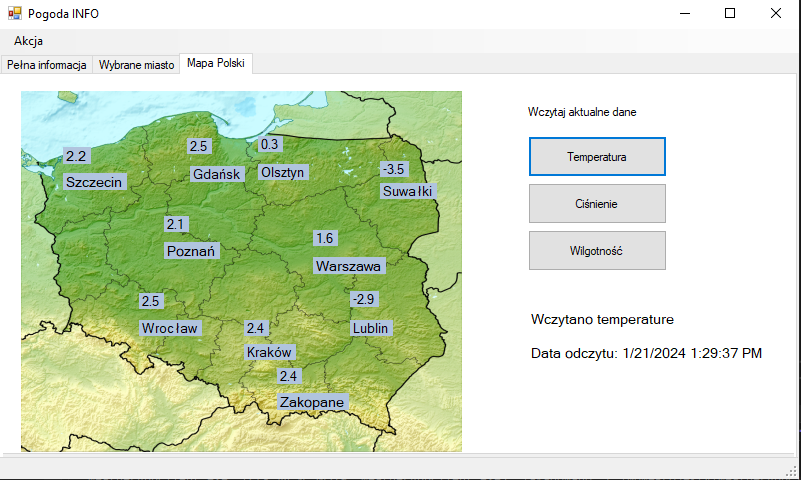 Pogoda INFO
Akcja
Pełna informacja
Wybrane miasto
Mapa Polski
2.2
Szczecin
2.5
Gdańsk
0.3
Olsztyn
-3.5
Suwałki
2.1
Poznań
1.6
Warszawa
2.5
Wrocław
2.4
Kraków
-2.9
Lublin
2.4
Zakopane
Wczytaj aktualne dane
Temperatura
Ciśnienie
Wilgotność
Wczytano temperature
Data odczytu: 1/21/2024 1:29:37 PM